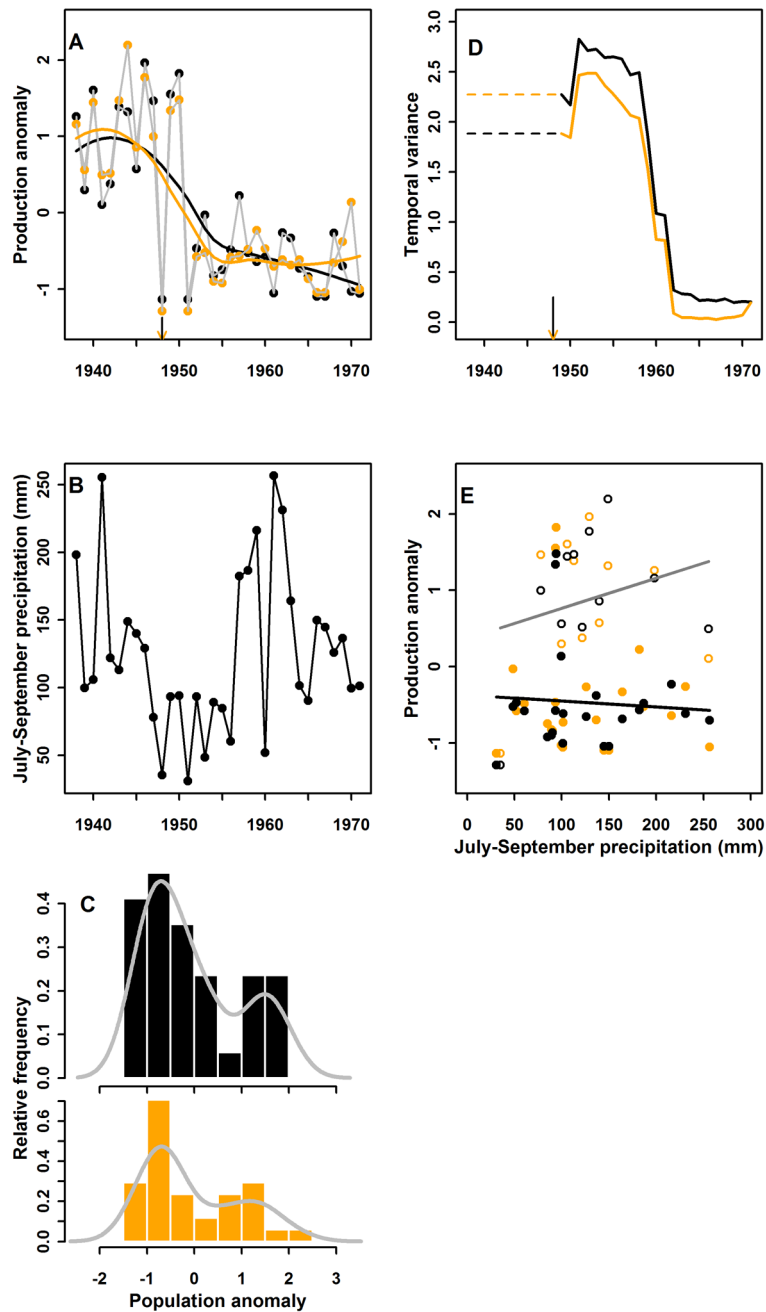 A
Production anomaly
2
1
0
-1
1940 1950 1960 1970
D
Temporal variance
3.0
2.5
2.0
1.5
1.0
0.5
0.0
1940 1950 1960 1970
B
July-September precipitation (mm)
250
200
150
100
50
1940 1950 1960 1970
E
Production anomaly
2
1
0
-1
0 50 100 150 200 250 300
July-September precipitation (mm)
C
Relative frequency
0.4
0.2
0.0
0.6
0.4
0.2
0.0
-2 -1 0 1 2 3
Population anomaly